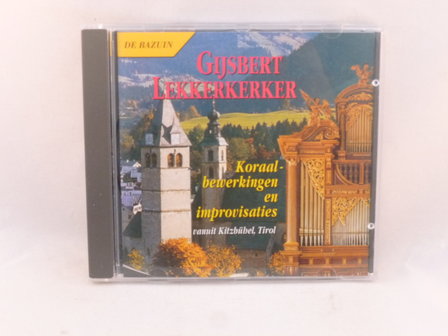 DE BAZUIN
GIJSBERT
LEKKERKERKER
Koraal-
bewerkingen
en
improvisaties
vanuit Kitzbühel, Tirol